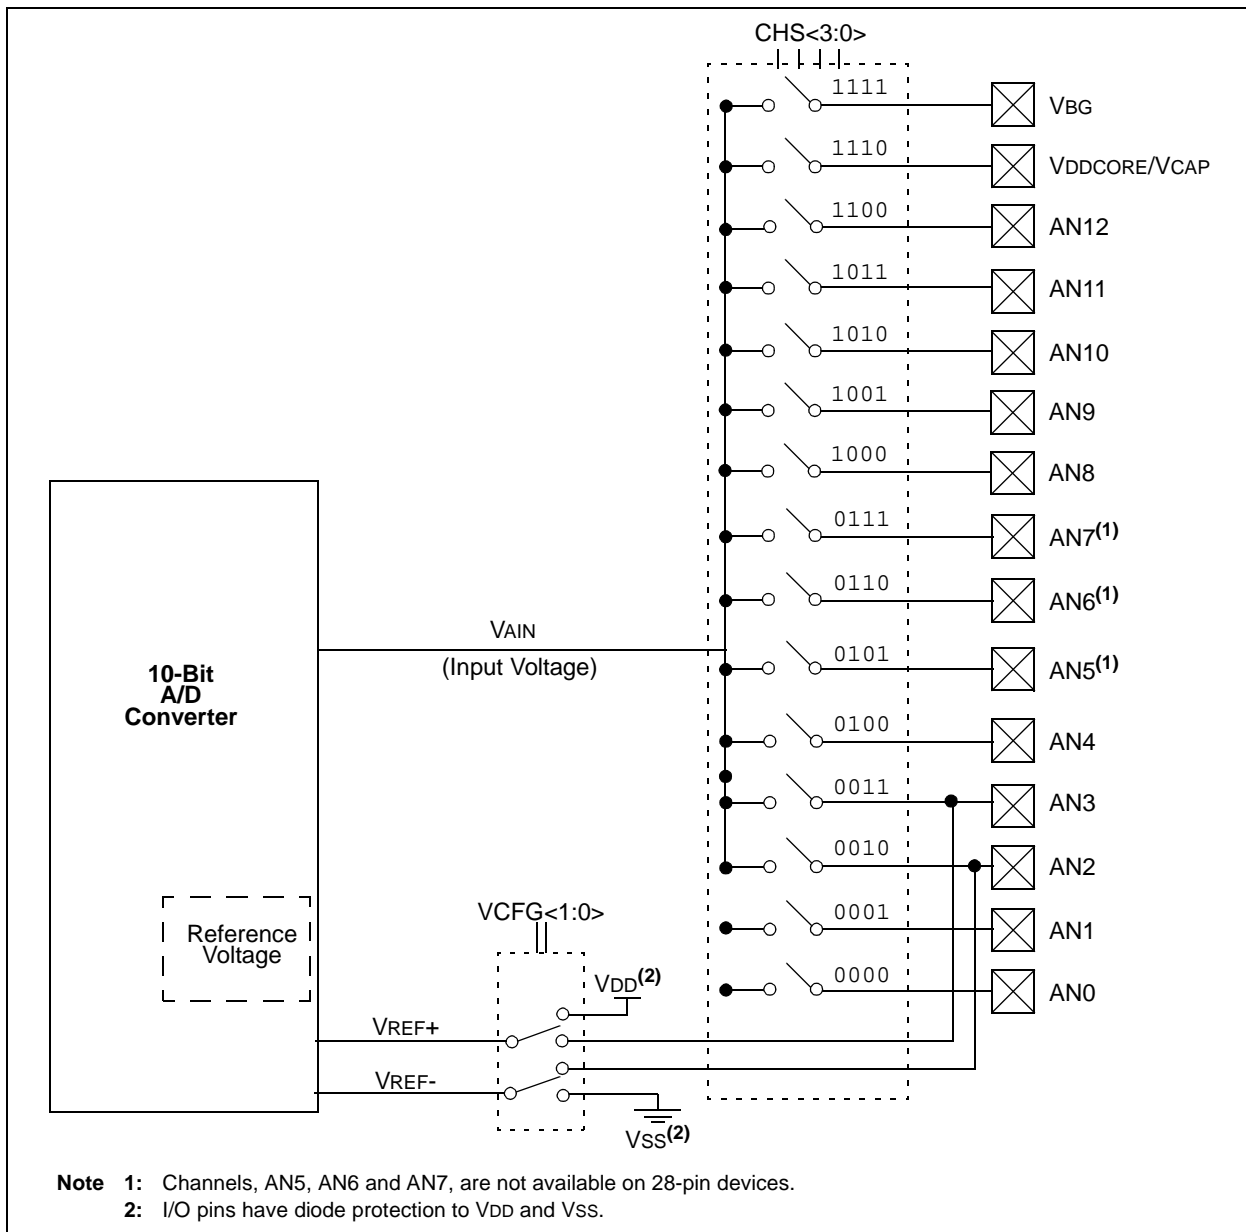 CHS<3:0>
1111
VBG
1110
VDDCORE/VCAP
1100
AN12
1011
AN11
1010
AN10
1001
AN9
1000
AN8
0111
AN7(1)
0110
AN6(1)
VAIN
(Input Voltage)
0101
AN5(1)
10-Bit
A/D
Converter
0100
AN4
0011
AN3
0010
AN2
VCFG<1:0>
0001
AN1
Reference
Voltage
VDD(2)
0000
AN0
VREF+
VREF-
VSS(2)
Note 1: Channels, AN5, AN6 and AN7, are not available on 28-pin devices.
2: I/O pins have diode protection to VDD and VSS.